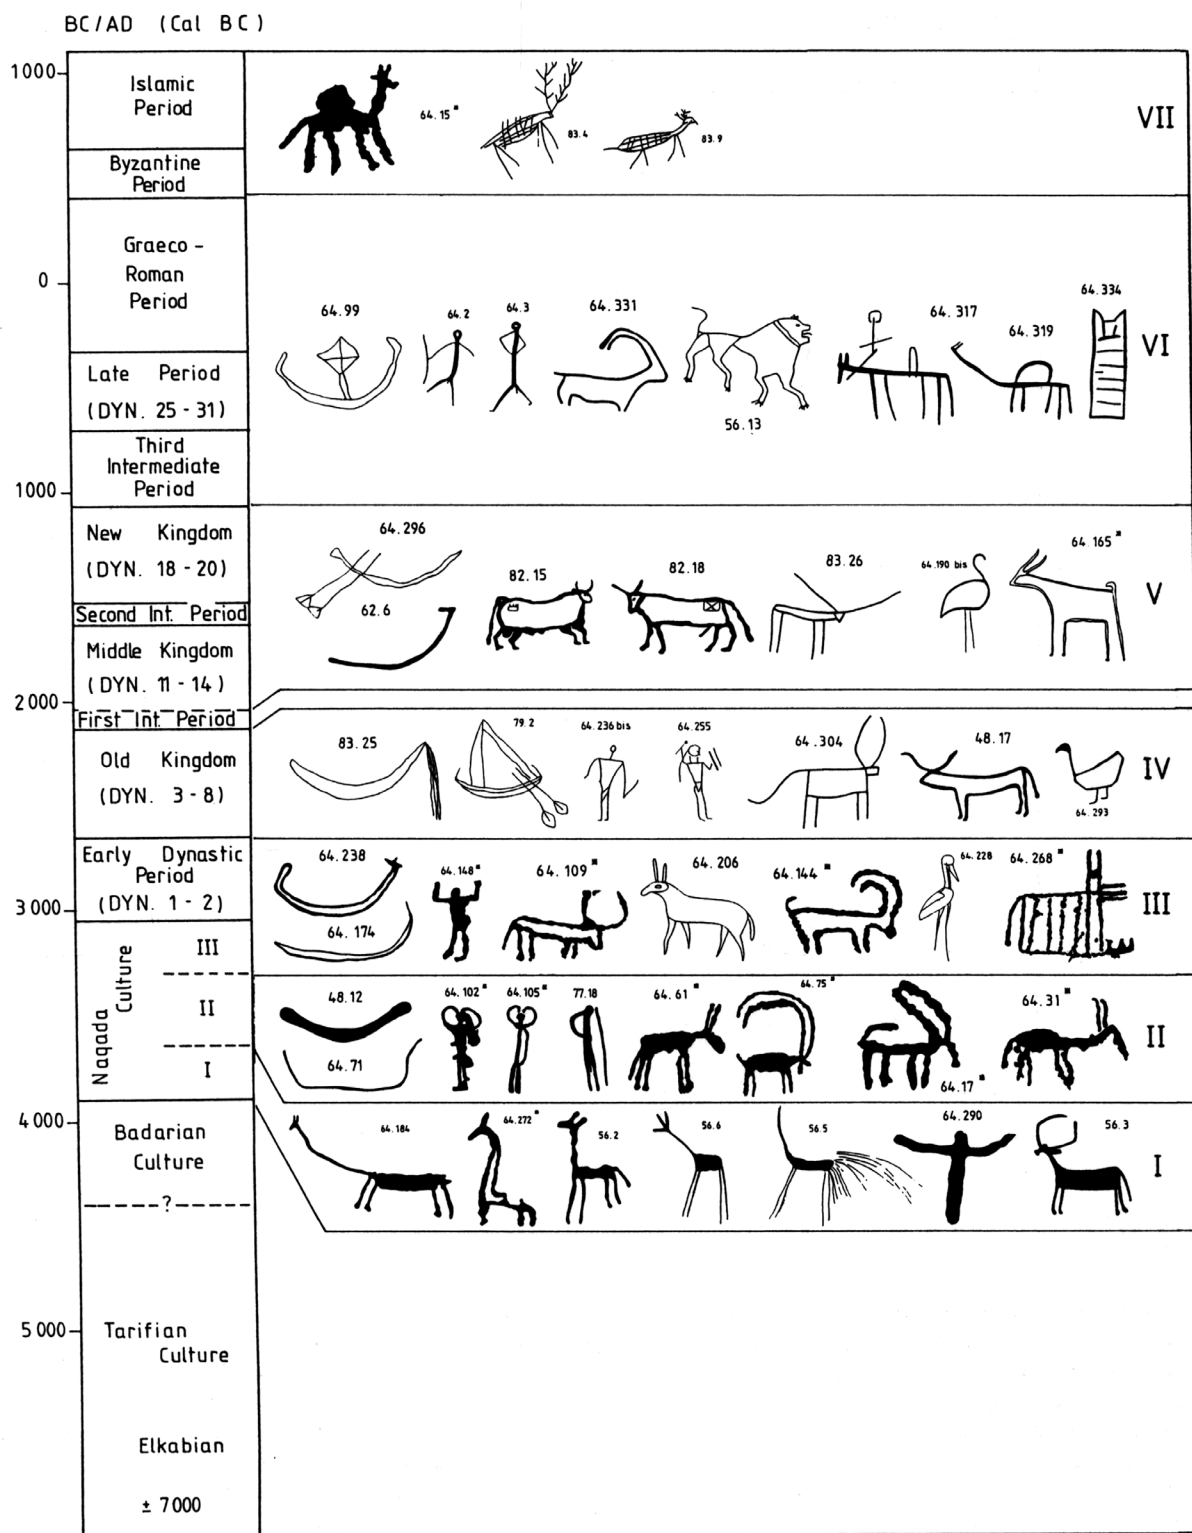 BC/AD (Cal BC)
1000
Islamic
Period
Byzantine
Period
Graeco -
0
Roman
Period
Late Period
(DYN. 25 - 31)
Third
Intermediate
Period
1000
New Kingdom
(DYN. 18 - 20)
Second Int. Period
Middle Kingdom
(DYN. 11 - 14)
2000
First Int. Period
Old Kingdom
(DYN. 3 - 8)
Early Dynastic
Period
(DYN. 1 - 2)
3000
Naqada
Culture
III
II
I
4000
Badarian
Culture
?
5000
Tarifian
Culture
Elkabian
± 7000
64.15
83.4
83.9
VII
64.99
64.2
64.3
64.331
56.13
64.317
64.319
64.334
VI
64.296
62.6
82.15
82.18
83.26
64.190 bis
64.165
V
83.25
79.2
64.236 bis
64.255
64.304
48.17
64.293
IV
64.238
64.174
64.148
64.109
64.206
64.144
64.228
64.268
III
48.12
64.71
64.102
64.105
77.18
64.61
64.75
64.17
64.31
II
64.184
64.272
56.2
56.6
56.5
64.290
56.3
I